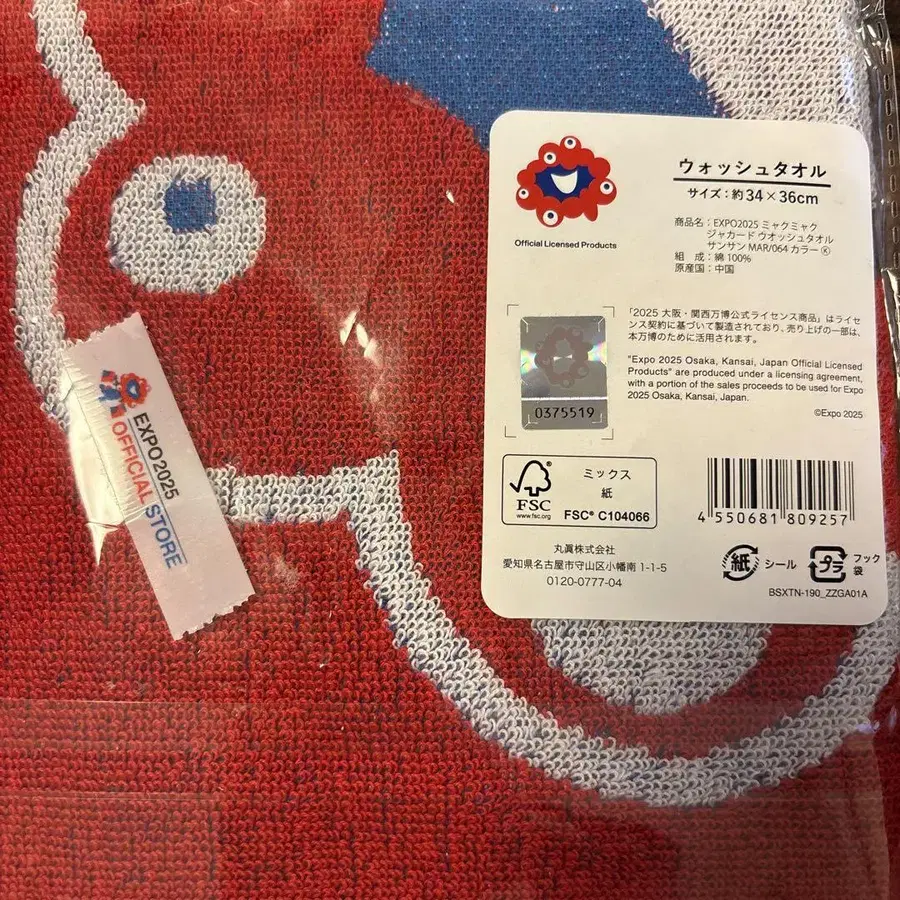 ウォッシュタオル
サイズ：約34×36cm
Official Licensed Products
商品名：EXPO2025 ミャクミャク
ジャカード ウオッシュタオル
サンサン MAR/064 カラー Ⓚ
組　成：綿 100%
原産国：中国
「2025 大阪・関西万博公式ライセンス商品」はライセ
ンス契約に基づいて製造されており、売り上げの一部は、
本万博のために活用されます。
"Expo 2025 Osaka, Kansai, Japan Official Licensed
Products" are produced under a licensing agreement,
with a portion of the sales proceeds to be used for Expo
2025 Osaka, Kansai, Japan.
©Expo 2025
0375519
EXPO2025
OFFICIAL STORE
FSC®
www.fsc.org
ミックス
紙
FSC® C104066
4 550681 809257
丸眞株式会社
愛知県名古屋市守山区小幡南 1-1-5
0120-0777-04
紙
シール
プラ
フック
袋
BSXTN-190_ZZGA01A